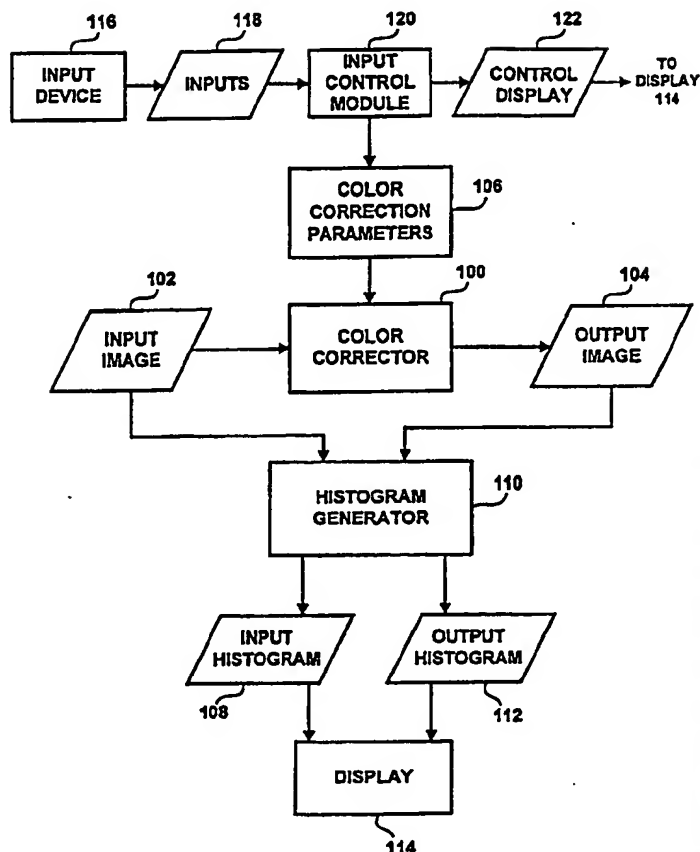 116
118
120
122
INPUT
DEVICE
INPUTS
INPUT
CONTROL
MODULE
CONTROL
DISPLAY
TO
DISPLAY
114
COLOR
CORRECTION
PARAMETERS
106
102
100
104
INPUT
IMAGE
COLOR
CORRECTOR
OUTPUT
IMAGE
HISTOGRAM
GENERATOR
110
INPUT
HISTOGRAM
OUTPUT
HISTOGRAM
108
112
DISPLAY
114